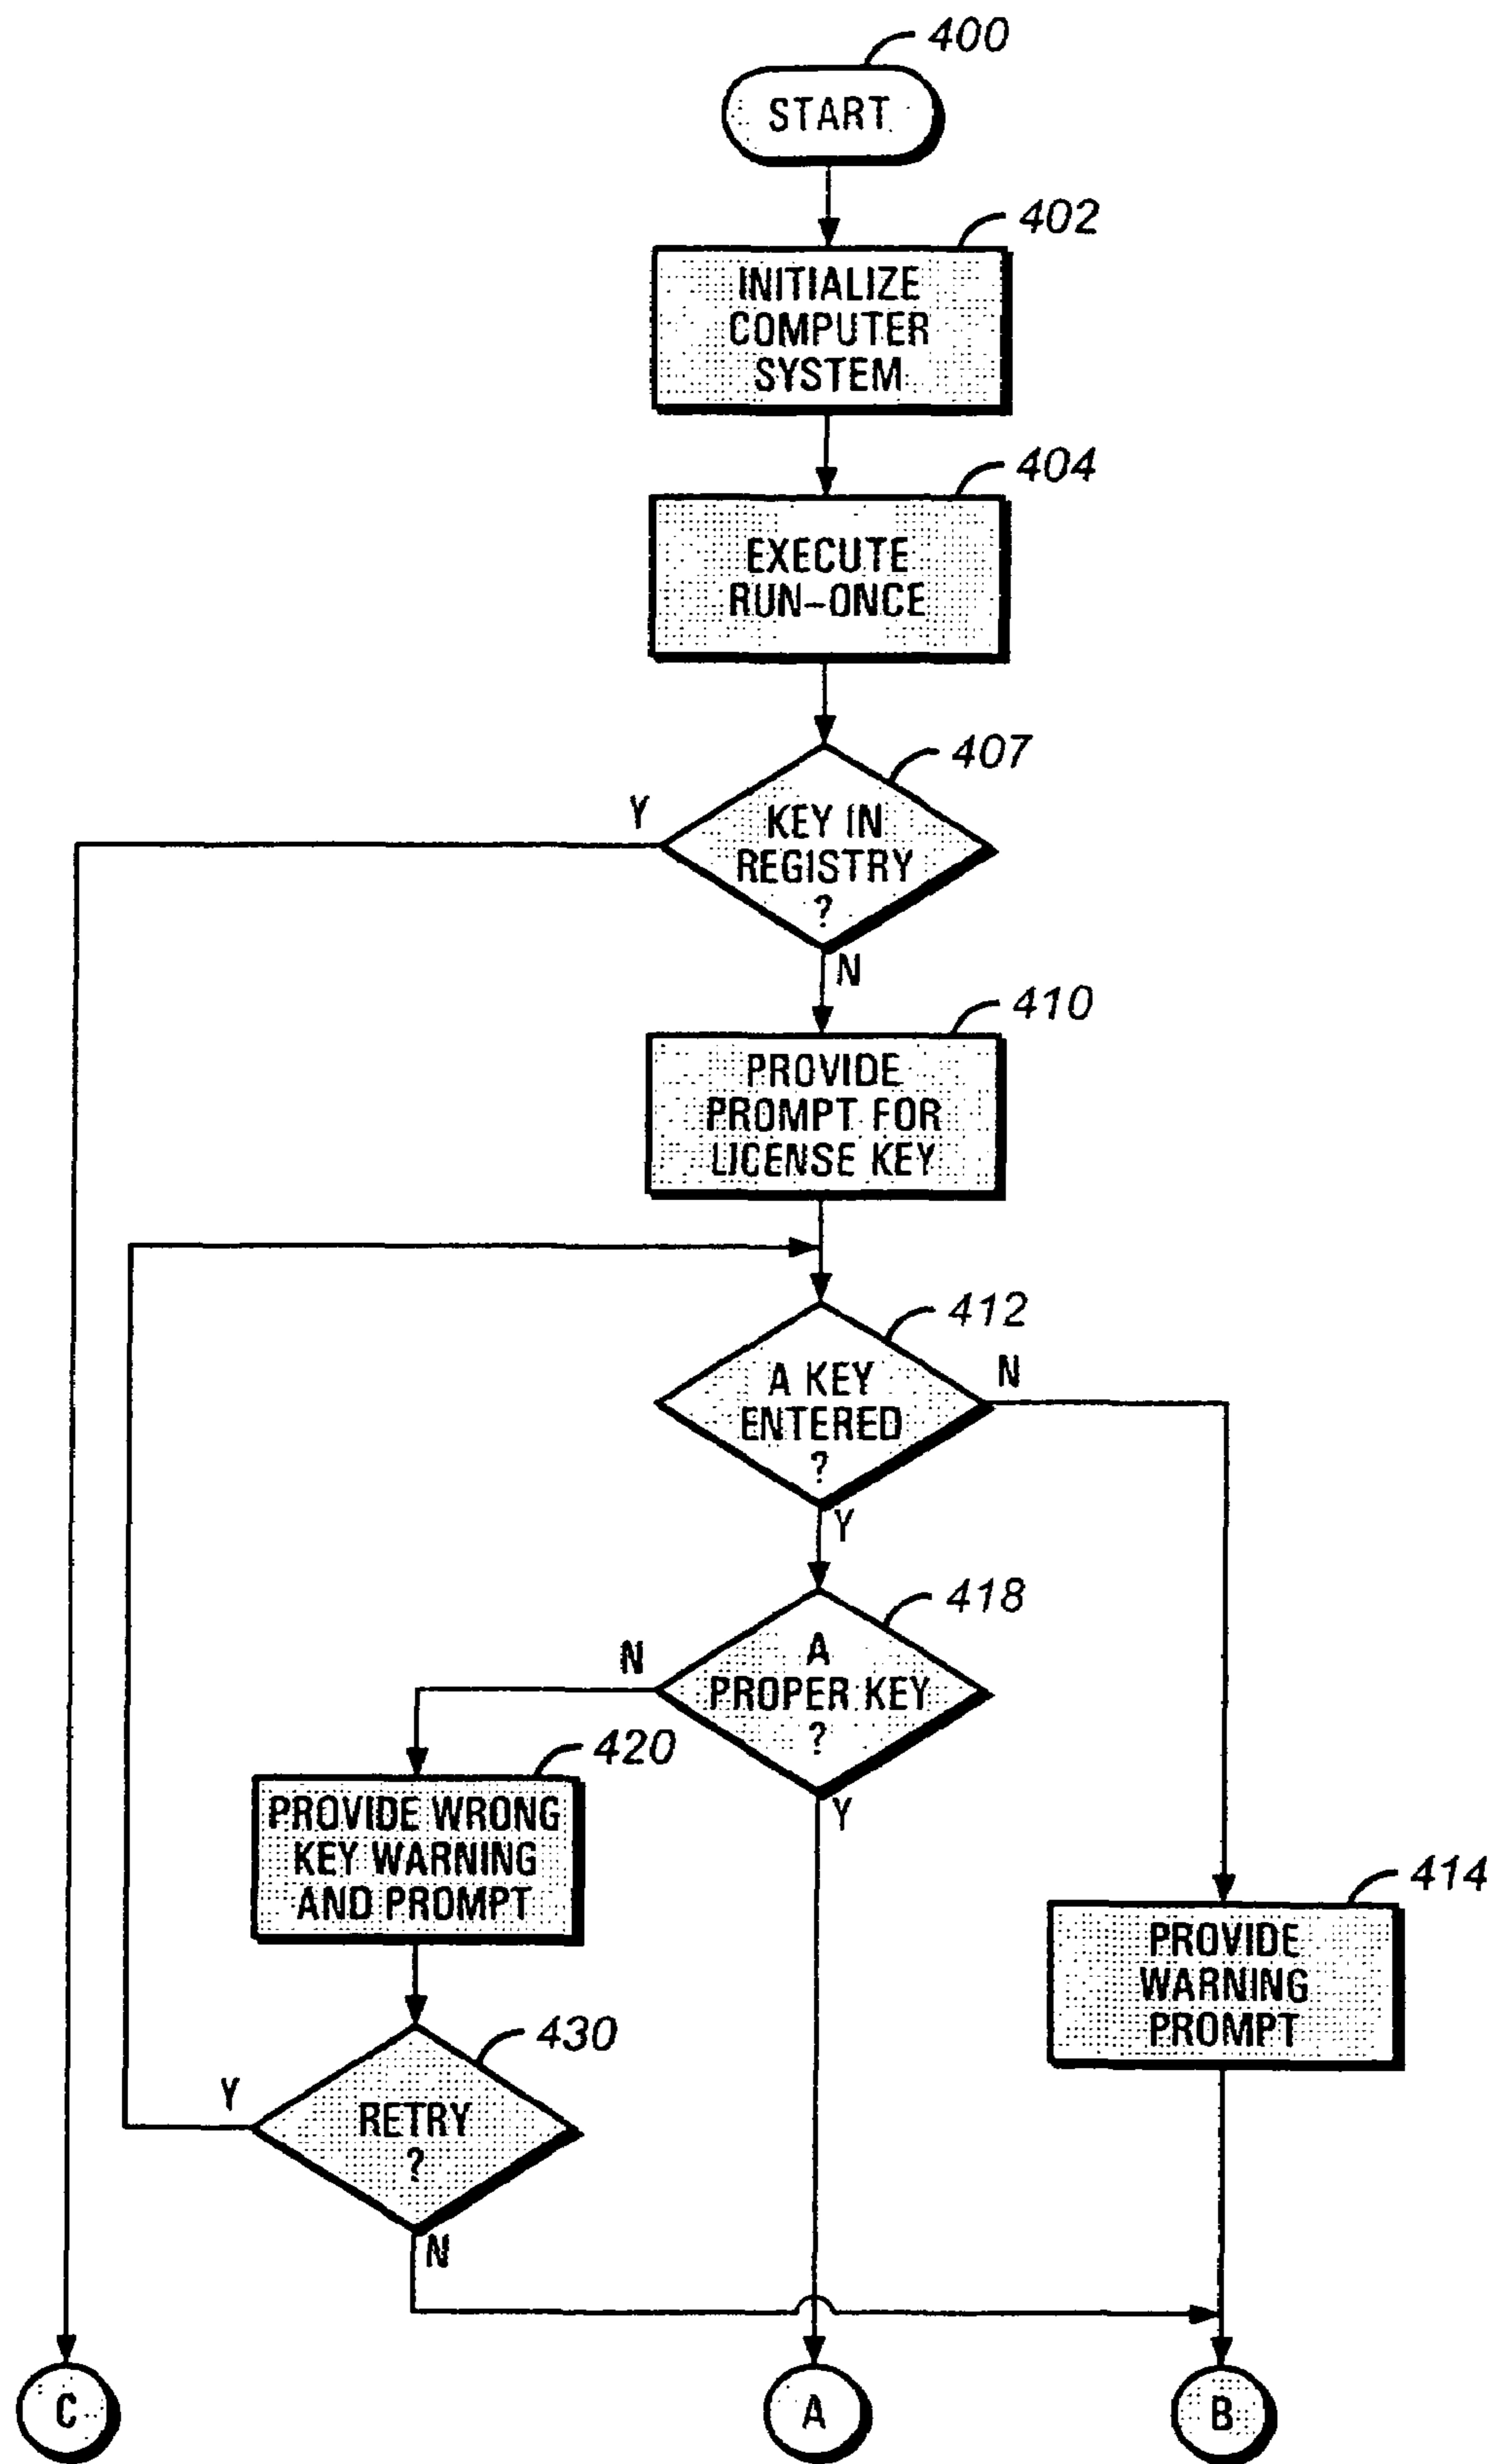 400
START
402
INITIALIZE
COMPUTER
SYSTEM
404
EXECUTE
RUN-ONCE
407
Y
KEY IN
REGISTRY
?
N
410
PROVIDE
PROMPT FOR
LICENSE KEY
412
A KEY
ENTERED
?
N
Y
418
A
PROPER KEY
?
N
Y
420
PROVIDE WRONG
KEY WARNING
AND PROMPT
414
PROVIDE
WARNING
PROMPT
430
Y
RETRY
?
N
C
A
B